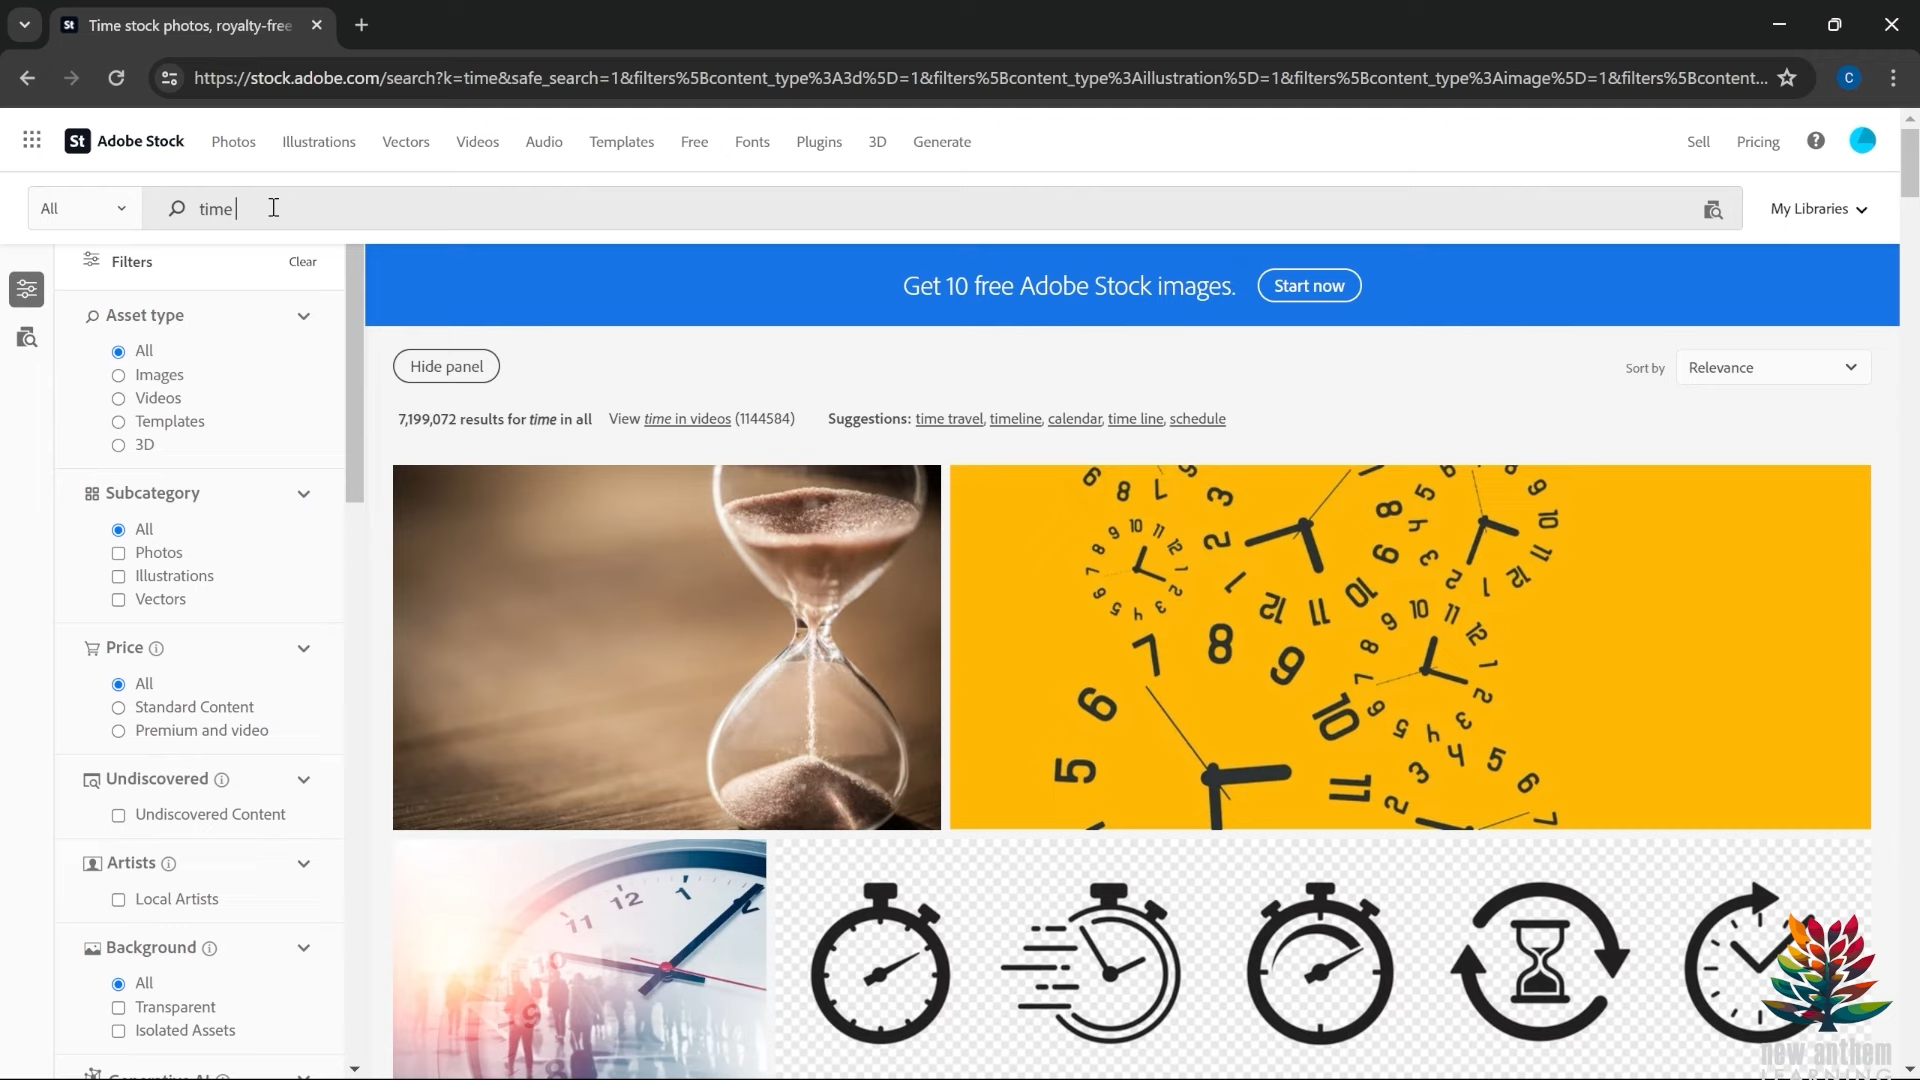 Time stock photos, royalty-free
https://stock.adobe.com/search?k=time&safe_search=1&filters%5Bcontent_type%3A3d%5D=1&filters%5Bcontent_type%3Aillustration%5D=1&filters%5Bcontent_type%3Aimage%5D=1&filters%5Bcontent...
C
St Adobe Stock Photos Illustrations Vectors Videos Audio Templates Free Fonts Plugins 3D Generate Sell Pricing
All time My Libraries
Filters Clear
Get 10 free Adobe Stock images. Start now
Asset type
All
Images
Videos
Templates
3D
Hide panel
Sort by Relevance
7,199,072 results for time in all View time in videos (1144584) Suggestions: time travel, timeline, calendar, time line, schedule
Subcategory
All
Photos
Illustrations
Vectors
Price
All
Standard Content
Premium and video
Undiscovered
Undiscovered Content
Artists
Local Artists
Background
All
Transparent
Isolated Assets
Generative AI
new anthem
LEARNING